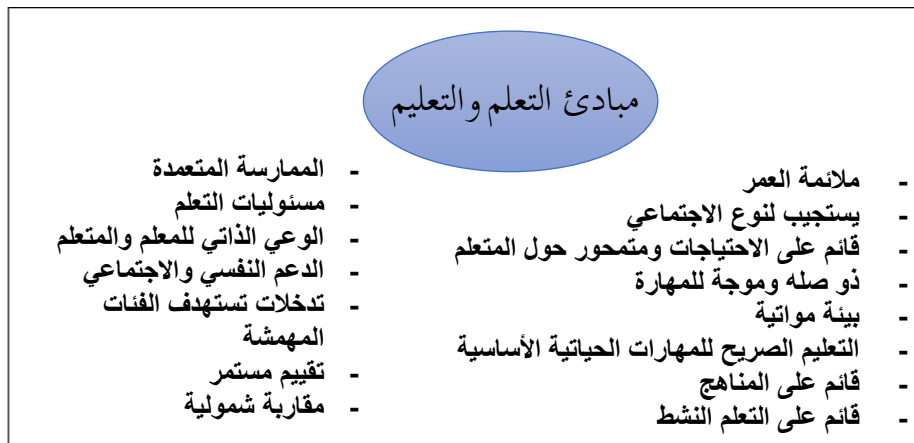 مبادئ التعلم والتعليم
- ملائمة العمر
- يستجيب لنوع الاجتماعي
- قائم على الاحتياجات ومتمحور حول المتعلم
- ذو صله وموجة للمهارة
- بيئة مواتية
- التعليم الصريح للمهارات الحياتية الأساسية
- قائم على المناهج
- قائم على التعلم النشط
- الممارسة المتعمدة
- مسئوليات التعلم
- الوعي الذاتي للمعلم والمتعلم
- الدعم النفسي والاجتماعي
- تدخلات تستهدف الفئات
المهمشة
- تقييم مستمر
- مقاربة شمولية